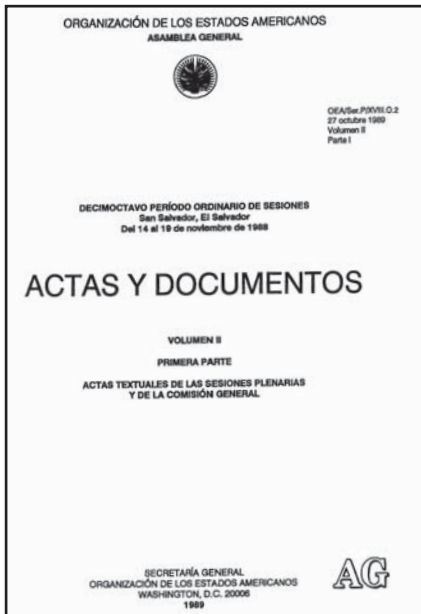 ORGANIZACIÓN DE LOS ESTADOS AMERICANOS
ASAMBLEA GENERAL
OEA/Ser.P/XVIII.O.2
27 octubre 1989
Volumen II
Parte I
DECIMOCTAVO PERÍODO ORDINARIO DE SESIONES
San Salvador, El Salvador
Del 14 al 19 de noviembre de 1988
ACTAS Y DOCUMENTOS
VOLUMEN II
PRIMERA PARTE
ACTAS TEXTUALES DE LAS SESIONES PLENARIAS
Y DE LA COMISIÓN GENERAL
SECRETARÍA GENERAL
ORGANIZACIÓN DE LOS ESTADOS AMERICANOS
WASHINGTON, D.C. 20006
1989
AG